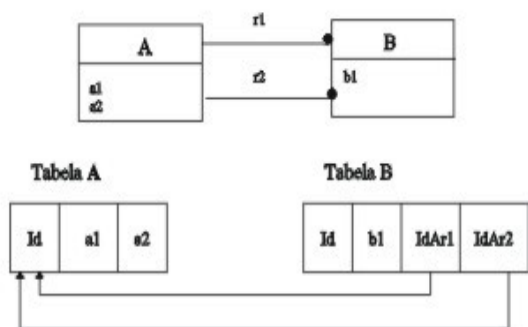 r1
A
B
a1
a2
r2
b1
Tabela A
Tabela B
Id a1 a2
Id b1 IdAr1 IdAr2